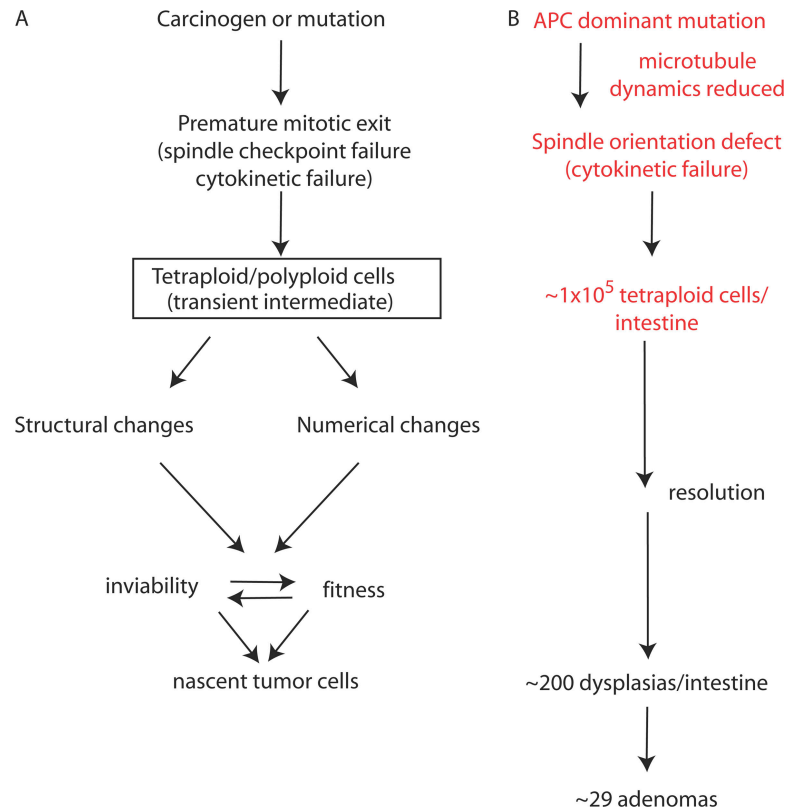 A
Carcinogen or mutation
Premature mitotic exit
(spindle checkpoint failure
cytokinetic failure)
Tetraploid/polyploid cells
(transient intermediate)
Structural changes
Numerical changes
inviability
fitness
nascent tumor cells
B
APC dominant mutation
microtubule
dynamics reduced
Spindle orientation defect
(cytokinetic failure)
~1x10⁵ tetraploid cells/
intestine
resolution
~200 dysplasias/intestine
~29 adenomas